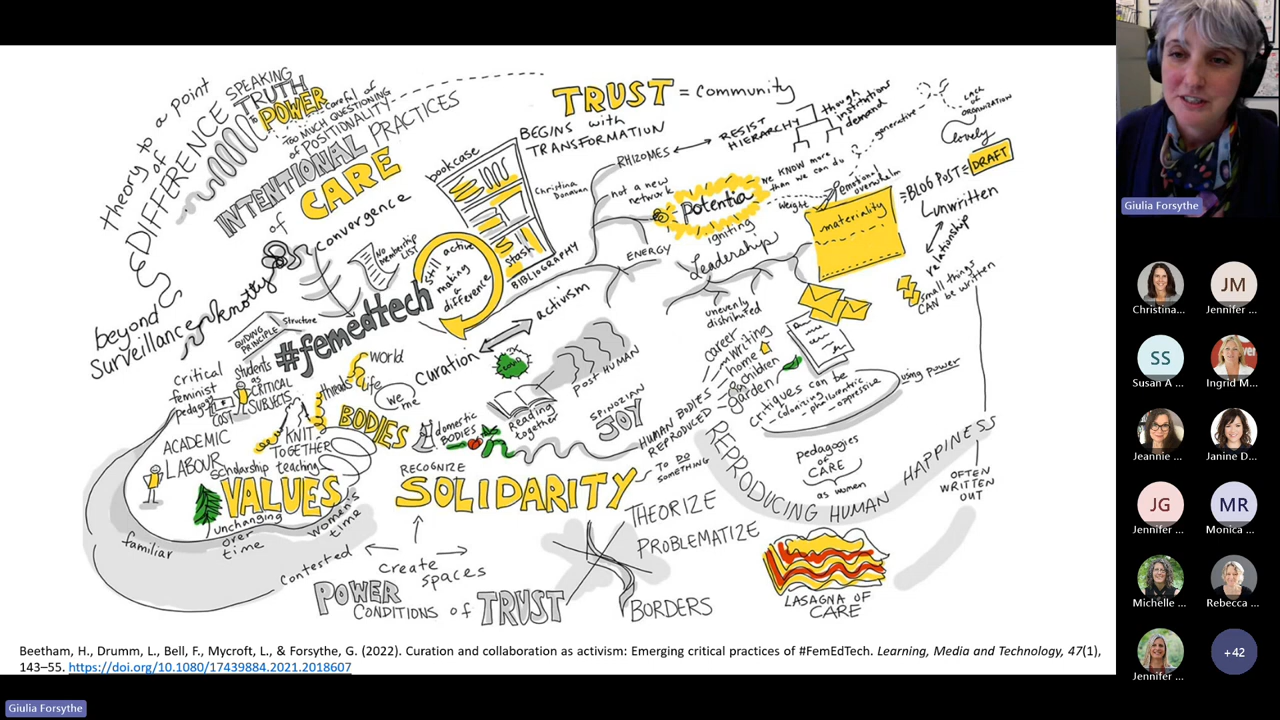 Theory to a point
of
DIFFERENCE
SPEAKING
TRUTH
TO
POWER
careful of
TOO MUCH QUESTIONING
of POSITIONALITY
INTENTIONAL PRACTICES
of CARE
convergence
beyond
Surveillance
knotty
NO
MEMBERSHIP
LIST
GUIDING
PRINCIPLE
Structure
#femedtech
bookcase
stash
BIBLIOGRAPHY
still active
+ making
a
difference
TRUST = community
BEGINS with
TRANSFORMATION
RHIZOMES
RESIST
HIERARCHY
though
institutions
demand
generative
LACK
OF
ORGANIZATION
Lovely
Christina
Donovan
not a new
network
potentia
we KNOW more
than we can do
weight
emotional
overwhelm
igniting
Leadership
ENERGY
materiality
= BLOG POST = DRAFT
unwritten
relationship
small things
CAN be written
unevenly
distributed
activism
Curation
covid
POST HUMAN
Reading
together
SPINOZIAN
JOY
career
writing
home
children
garden
critiques can be
colonizing
phallocentric
oppressive
using power
Critical
feminist
pedagogy
COST
students
as
CRITICAL
SUBJECTS
world
life
threads
we
me
BODIES
domestic
BODIES
KNIT
TOGETHER
ACADEMIC
LABOUR
Scholarship teaching
VALUES
unchanging
over
time
women's
time
familiar
RECOGNIZE
SOLIDARITY
HUMAN BODIES
REPRODUCED
TO DO
SOMETHING
REPRODUCING HUMAN HAPPINESS
pedagogies
of
CARE
as women
OFTEN
WRITTEN
OUT
THEORIZE
PROBLEMATIZE
BORDERS
contested
create
spaces
POWER
CONDITIONS of TRUST
LASAGNA OF
CARE
Beetham, H., Drumm, L., Bell, F., Mycroft, L., & Forsythe, G. (2022). Curation and collaboration as activism: Emerging critical practices of #FemEdTech. Learning, Media and Technology, 47(1),
143–55. https://doi.org/10.1080/17439884.2021.2018607
Giulia Forsythe
Giulia Forsythe
Christina...
JM
Jennifer ...
SS
Susan A ...
Ingrid M...
Jeannie ...
Janine D...
JG
Jennifer ...
MR
Monica ...
Michelle ...
Rebecca ...
Jennifer ...
+42